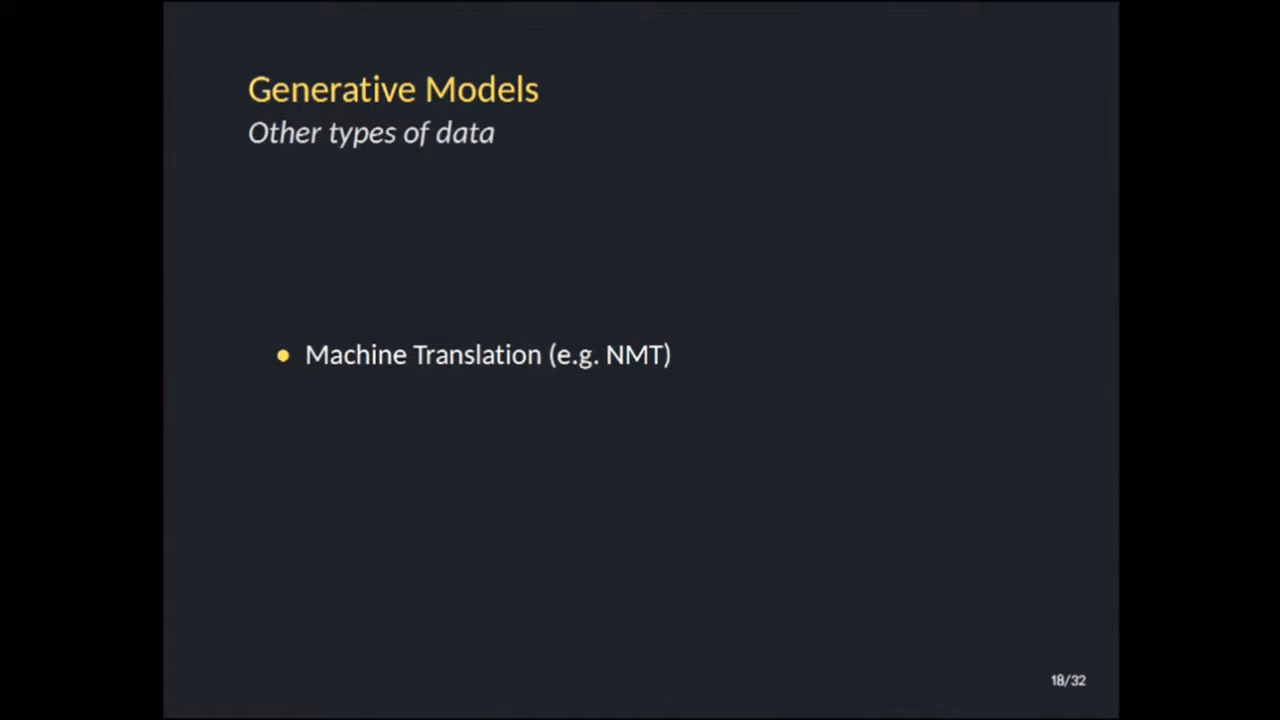 Generative Models
Other types of data
• Machine Translation (e.g. NMT)
18/32